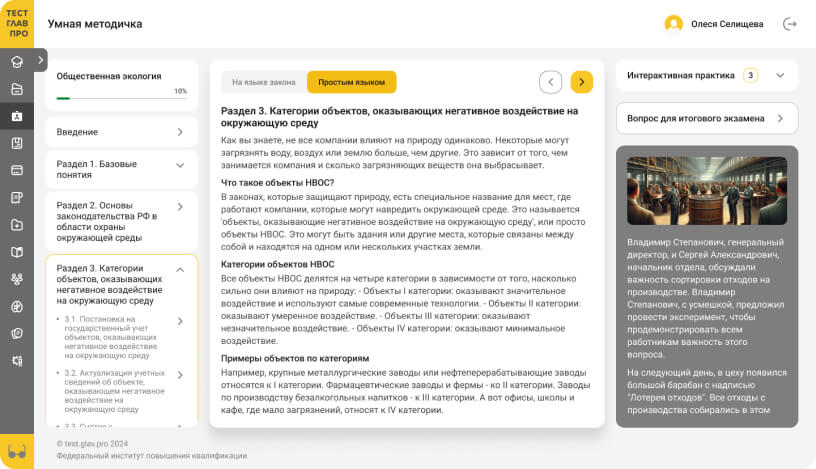 ТЕСТ
ГЛАВ
ПРО
Умная методичка
Олеся Селищева
Общественная экология
10%
Введение
Раздел 1. Базовые
понятия
Раздел 2. Основы
законодательства РФ в
области охраны
окружающей среды
Раздел 3. Категории
объектов, оказывающих
негативное воздействие
на окружающую среду
• 3.1. Постановка на
государственный учет
объектов, оказывающих
негативное воздействие
на окружающую среду
• 3.2. Актуализация учетных
сведений об объекте,
оказывающем негативное
воздействие на
окружающую среду
• 3.3. Снятие с
© test.glav.pro 2024
Федеральный институт повышения квалификации
На языке закона
Простым языком
Раздел 3. Категории объектов, оказывающих негативное воздействие на
окружающую среду
Как вы знаете, не все компании влияют на природу одинаково. Некоторые могут
загрязнять воду, воздух или землю больше, чем другие. Это зависит от того, чем
занимается компания и сколько загрязняющих веществ она выбрасывает.
Что такое объекты НВОС?
В законах, которые защищают природу, есть специальное название для мест, где
работают компании, которые могут навредить окружающей среде. Это называется
'объекты, оказывающие негативное воздействие на окружающую среду', или просто
объекты НВОС. Это могут быть здания или другие места, которые связаны между
собой и находятся на одном или нескольких участках земли.
Категории объектов НВОС
Все объекты НВОС делятся на четыре категории в зависимости от того, насколько
сильно они влияют на природу: - Объекты I категории: оказывают значительное
воздействие и используют самые современные технологии. - Объекты II категории:
оказывают умеренное воздействие. - Объекты III категории: оказывают
незначительное воздействие. - Объекты IV категории: оказывают минимальное
воздействие.
Примеры объектов по категориям
Например, крупные металлургические заводы или нефтеперерабатывающие заводы
относятся к I категории. Фармацевтические заводы и фермы - ко II категории. Заводы
по производству безалкогольных напитков - к III категории. А вот офисы, школы и
кафе, где мало загрязнений, относят к IV категории.
Интерактивная практика 3
Вопрос для итогового экзамена
Владимир Степанович, генеральный
директор, и Сергей Александрович,
начальник отдела, обсуждали
важность сортировки отходов на
производстве. Владимир
Степанович, с усмешкой, предложил
провести эксперимент, чтобы
продемонстрировать всем
работникам важность этого
вопроса.
На следующий день, в цеху появился
большой барабан с надписью
"Лотерея отходов". Все отходы с
производства собирались в этом